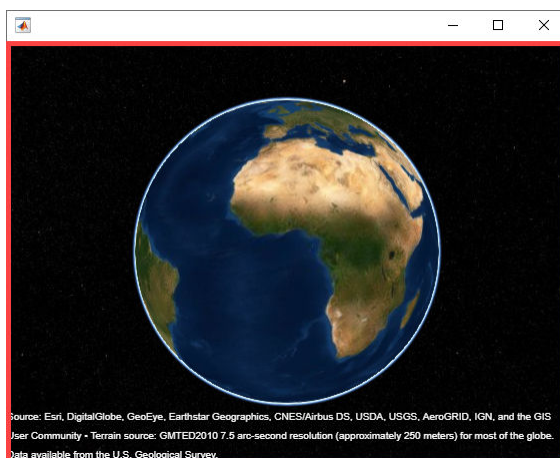 Source: Esri, DigitalGlobe, GeoEye, Earthstar Geographics, CNES/Airbus DS, USDA, USGS, AeroGRID, IGN, and the GIS
User Community - Terrain source: GMTED2010 7.5 arc-second resolution (approximately 250 meters) for most of the globe.
Data available from the U.S. Geological Survey.